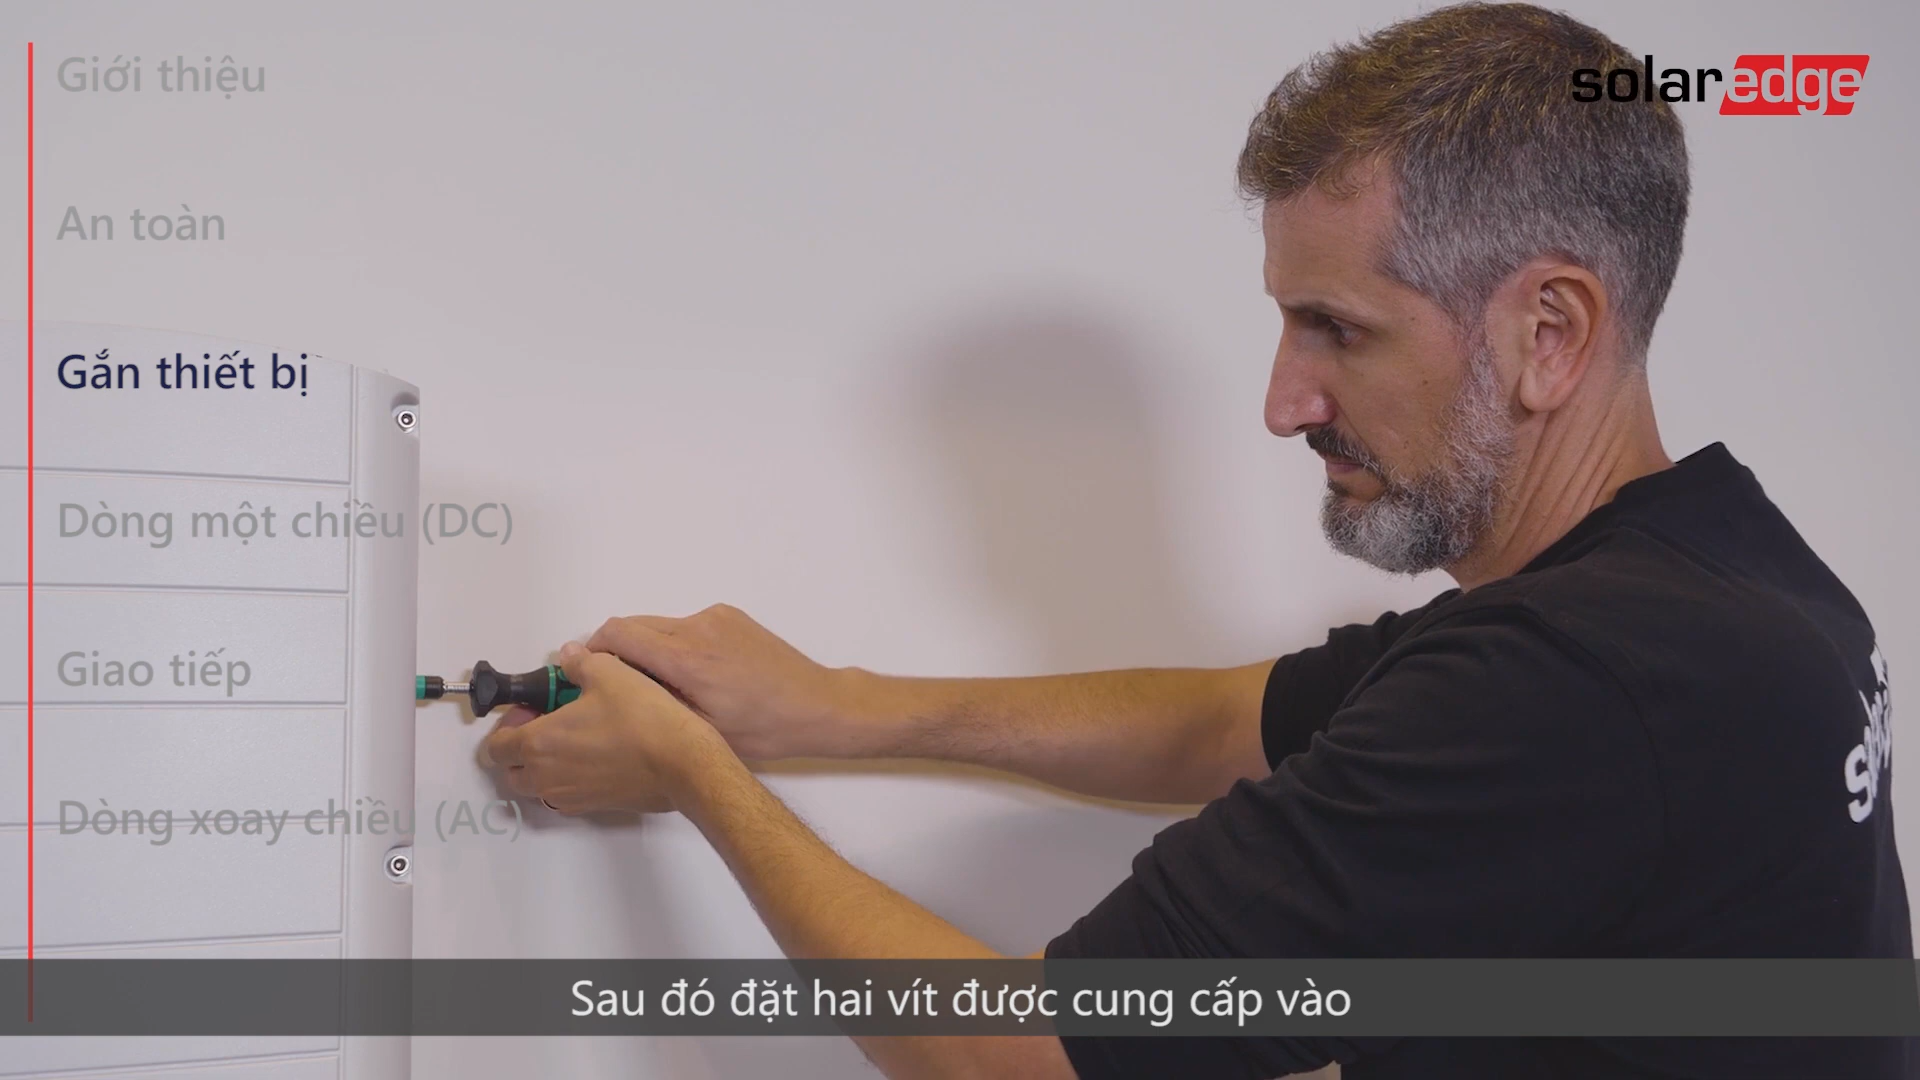 Giới thiệu
An toàn
Gắn thiết bị
Dòng một chiều (DC)
Giao tiếp
Dòng xoay chiều (AC)
solaredge
Sau đó đặt hai vít được cung cấp vào